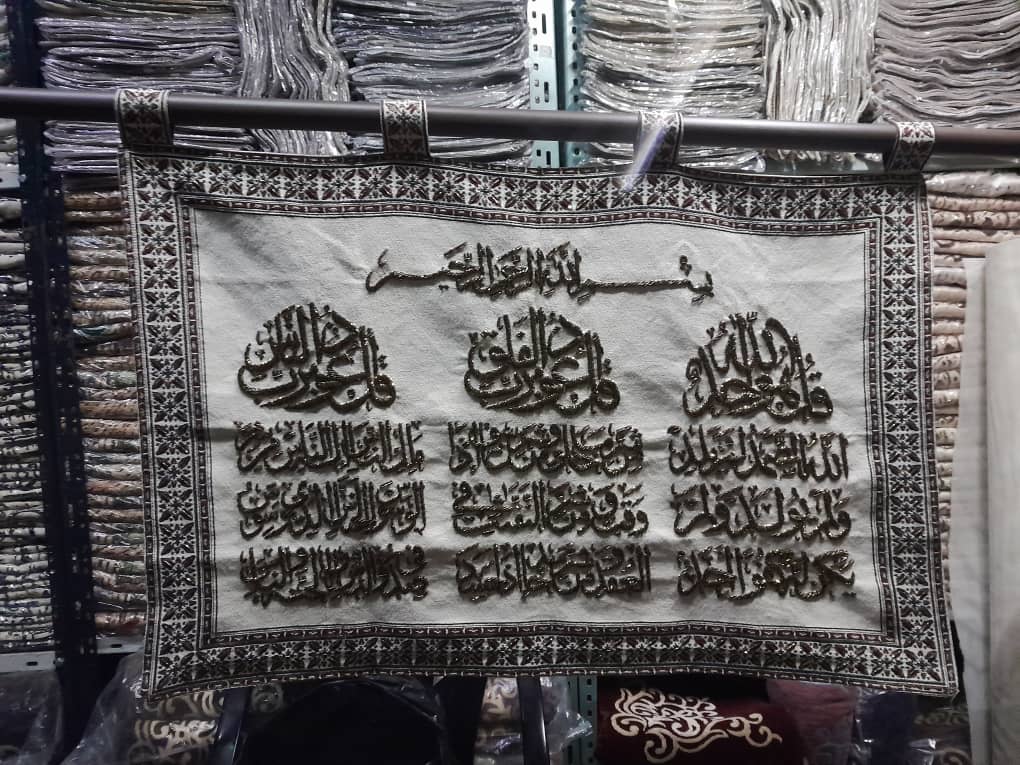 بسم الله الرحمن الرحيم
قل هو الله أحد
الله الصمد لم يلد
ولم يولد ولم
يكن له كفوا أحد
قل أعوذ برب الفلق
من شر ما خلق ومن شر غاسق إذا
وقب ومن شر النفاثات في
العقد ومن شر حاسد إذا حسد
قل أعوذ برب الناس
ملك الناس إله الناس من شر
الوسواس الخناس الذي يوسوس
في صدور الناس من الجنة والناس